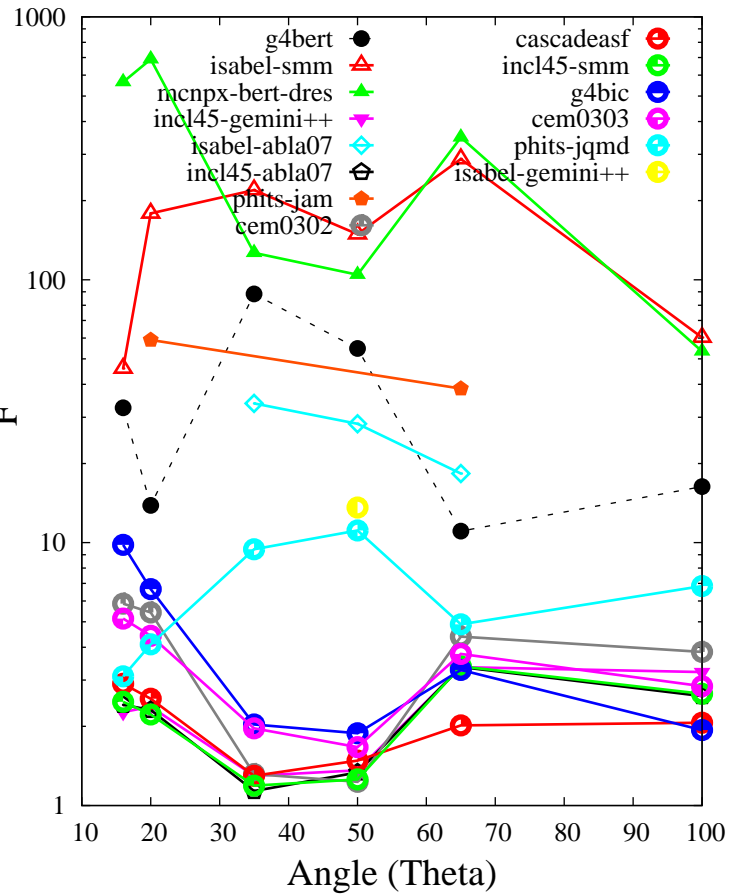 1000
g4bert
isabel-smm
mcnpx-bert-dres
incl45-gemini++
isabel-abla07
incl45-abla07
phits-jam
cem0302
cascadeasf
incl45-smm
g4bic
cem0303
phits-jqmd
isabel-gemini++
100
F
10
1
10 20 30 40 50 60 70 80 90 100
Angle (Theta)